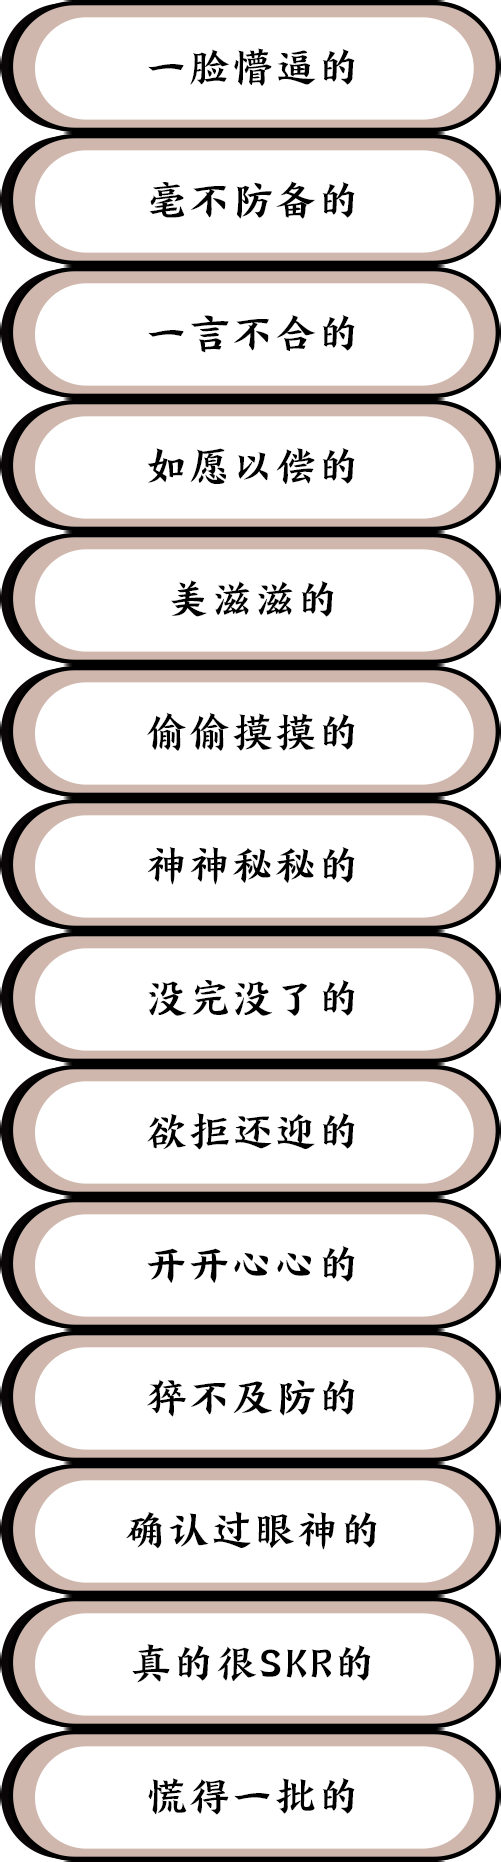 一脸懵逼的
毫不防备的
一言不合的
如愿以偿的
美滋滋的
偷偷摸摸的
神神秘秘的
没完没了的
欲拒还迎的
开开心心的
猝不及防的
确认过眼神的
真的很SKR的
慌得一批的